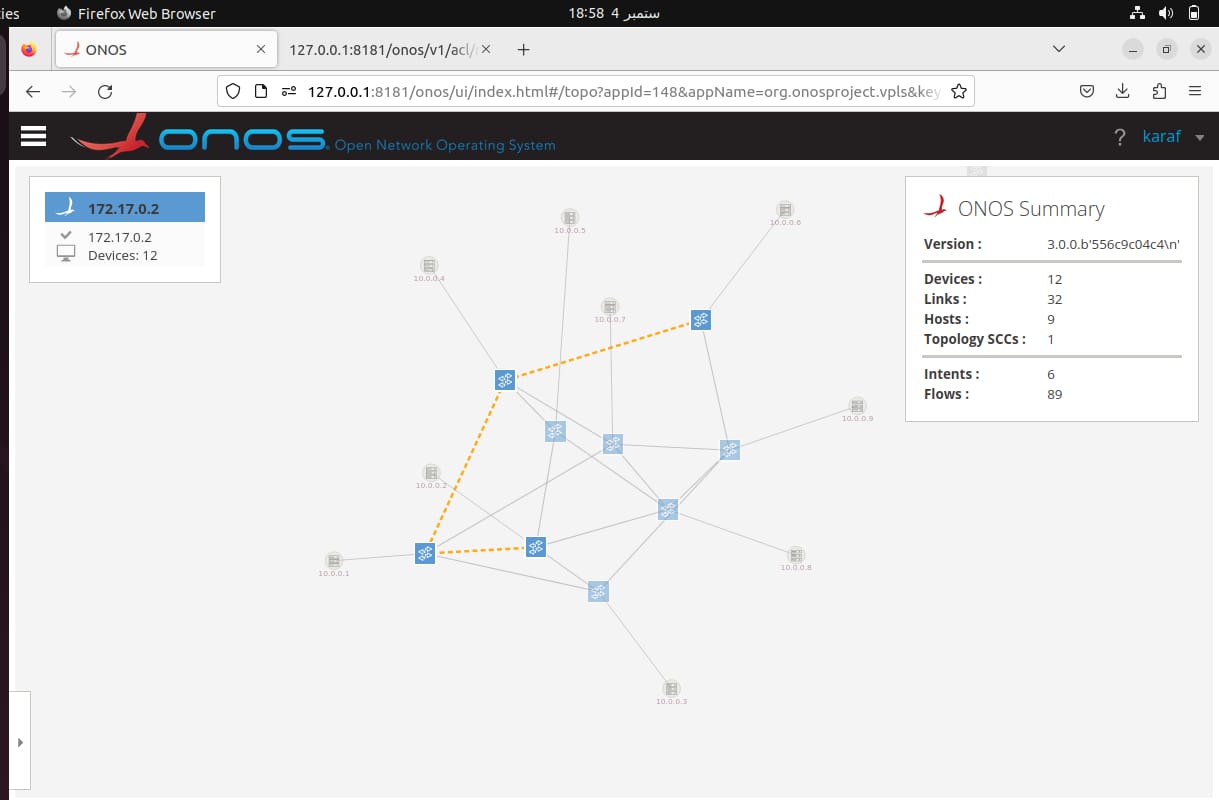 ies Firefox Web Browser 18:58 4 ستمبر
ONOS 127.0.0.1:8181/onos/v1/acl/
127.0.0.1:8181/onos/ui/index.html#/topo?appId=148&appName=org.onosproject.vpls&key
onos Open Network Operating System ? karaf
172.17.0.2
172.17.0.2
Devices: 12
ONOS Summary
Version : 3.0.0.b'556c9c04c4\n'
Devices : 12
Links : 32
Hosts : 9
Topology SCCs : 1
Intents : 6
Flows : 89
10.0.0.6
10.0.0.5
10.0.0.4
10.0.0.7
10.0.0.9
10.0.0.2
10.0.0.8
10.0.0.1
10.0.0.3